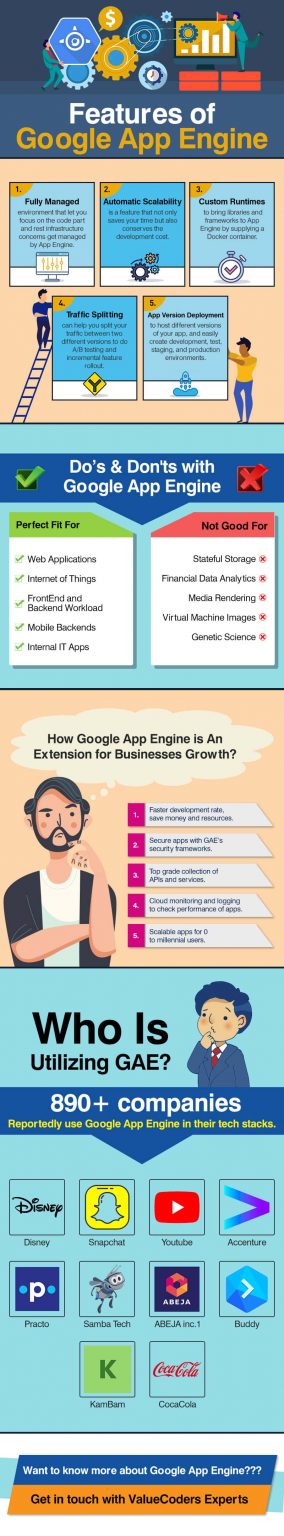 Features of
Google App Engine
1.
Fully Managed
environment that let you
focus on the code part
and rest infrastructure
concerns get managed
by App Engine.
2.
Automatic Scalability
is a feature that not only
saves your time but also
conserves the
development cost.
3.
Custom Runtimes
to bring libraries and
frameworks to App
Engine by supplying a
Docker container.
4.
Traffic Splitting
can help you split your
traffic between two
different versions to do
A/B testing and
incremental feature
rollout.
5.
App Version Deployment
to host different versions
of your app, and easily
create development, test,
staging, and production
environments.
Do's & Don'ts with
Google App Engine
Perfect Fit For
Web Applications
Internet of Things
FrontEnd and
Backend Workload
Mobile Backends
Internal IT Apps
Not Good For
Stateful Storage
Financial Data Analytics
Media Rendering
Virtual Machine Images
Genetic Science
How Google App Engine is An
Extension for Businesses Growth?
1.
Faster development rate,
save money and resources.
2.
Secure apps with GAE's
security frameworks.
3.
Top grade collection of
APIs and services.
4.
Cloud monitoring and logging
to check performance of apps.
5.
Scalable apps for 0
to millennial users.
Who Is
Utilizing GAE?
890+ companies
Reportedly use Google App Engine in their tech stacks.
Disney
Disney
Snapchat
Youtube
Accenture
p
Practo
Samba Tech
ABEJA
ABEJA inc.1
Buddy
K
KamBam
Coca-Cola
CocaCola
Want to know more about Google App Engine???
Get in touch with ValueCoders Experts